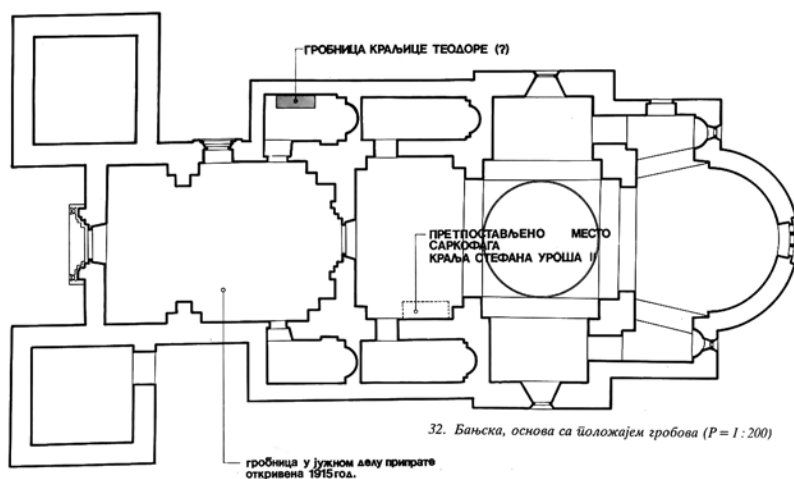 ГРОБНИЦА КРАЉИЦЕ ТЕОДОРЕ (?)
ПРЕТПОСТАВЉЕНО МЕСТО
САРКОФАГА
КРАЉА СТЕФАНА УРОША II
32. Бањска, основа са положајем гробова (Р = 1 : 200)
гробница у јужном делу припрате
откривена 1915 год.